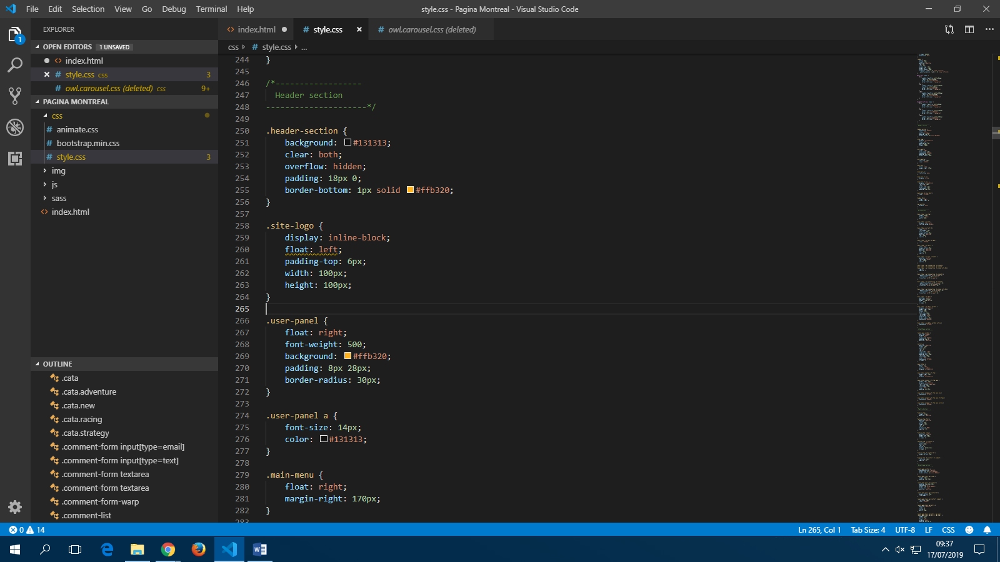 File Edit Selection View Go Debug Terminal Help
style.css - Pagina Montreal - Visual Studio Code
EXPLORER
OPEN EDITORS 1 UNSAVED
index.html
style.css css 3
owl.carousel.css (deleted) css 9+
PAGINA MONTREAL
css
animate.css
bootstrap.min.css
style.css 3
img
js
sass
index.html
OUTLINE
.cata
.cata.adventure
.cata.new
.cata.racing
.cata.strategy
.comment-form input[type=email]
.comment-form input[type=text]
.comment-form textarea
.comment-form textarea
.comment-form-warp
.comment-list
1
<> index.html
# style.css
# owl.carousel.css (deleted)
css # style.css ...
244 }
245
246 /*------------------
247   Header section
248 ---------------------*/
249
250 .header-section {
251     background: #131313;
252     clear: both;
253     overflow: hidden;
254     padding: 18px 0;
255     border-bottom: 1px solid #ffb320;
256 }
257
258 .site-logo {
259     display: inline-block;
260     float: left;
261     padding-top: 6px;
262     width: 100px;
263     height: 100px;
264 }
265
266 .user-panel {
267     float: right;
268     font-weight: 500;
269     background: #ffb320;
270     padding: 8px 28px;
271     border-radius: 30px;
272 }
273
274 .user-panel a {
275     font-size: 14px;
276     color: #131313;
277 }
278
279 .main-menu {
280     float: right;
281     margin-right: 170px;
282 }
283
0 14
Ln 265, Col 1 Tab Size: 4 UTF-8 LF CSS
09:37
17/07/2019